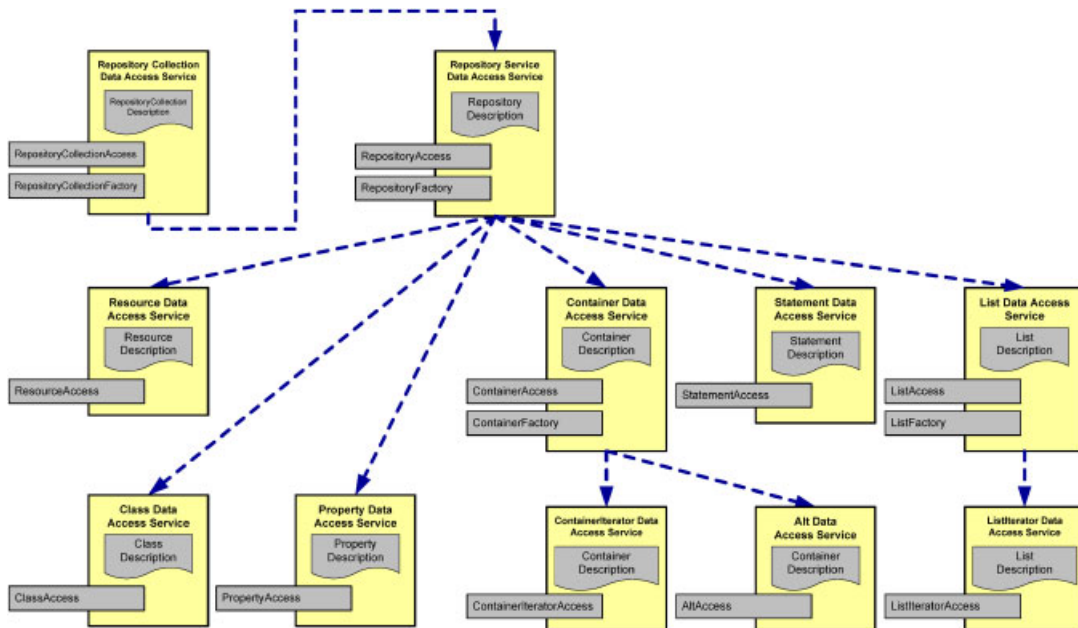 Repository Collection
Data Access Service
RepositoryCollection
Description
RepositoryCollectionAccess
RepositoryCollectionFactory
Repository Service
Data Access Service
Repository
Description
RepositoryAccess
RepositoryFactory
Resource Data
Access Service
Resource
Description
ResourceAccess
Container Data
Access Service
Container
Description
ContainerAccess
ContainerFactory
Statement Data
Access Service
Statement
Description
StatementAccess
List Data Access
Service
List
Description
ListAccess
ListFactory
Class Data
Access Service
Class
Description
ClassAccess
Property Data
Access Service
Property
Description
PropertyAccess
ContainerIterator Data
Access Service
Container
Description
ContainerIteratorAccess
Alt Data
Access Service
Container
Description
AltAccess
ListIterator Data
Access Service
List
Description
ListIteratorAccess